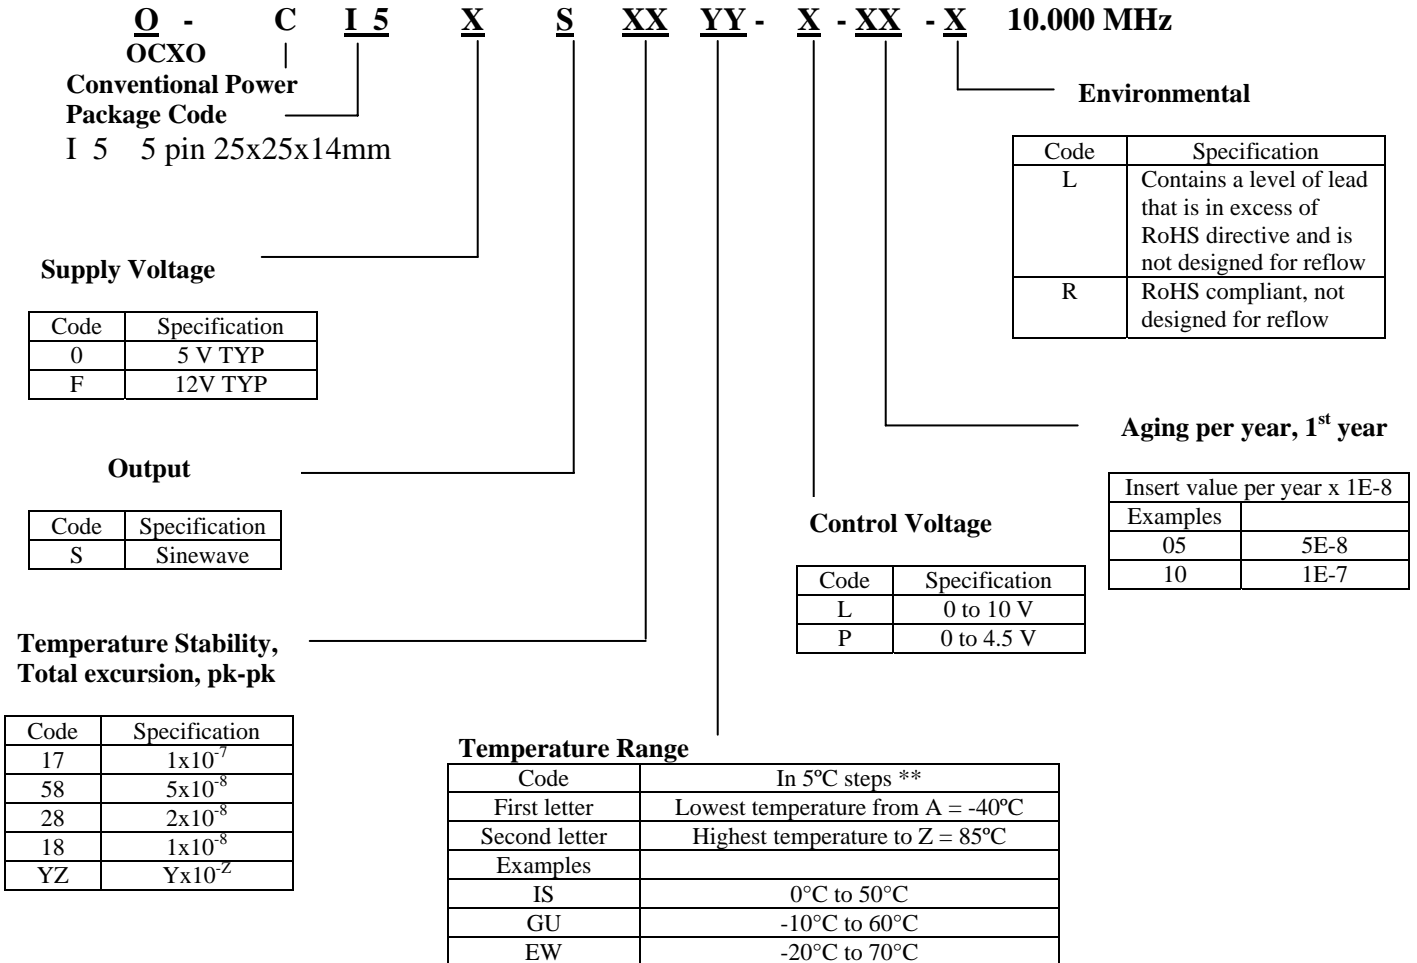 O - C I 5 X S XX YY - X - XX - X 10.000 MHz
OCXO
Conventional Power
Package Code
I 5 5 pin 25x25x14mm
Environmental
Code Specification
L Contains a level of lead
that is in excess of
RoHS directive and is
not designed for reflow
R RoHS compliant, not
designed for reflow
Supply Voltage
Code Specification
0 5 V TYP
F 12V TYP
Aging per year, 1st year
Insert value per year x 1E-8
Examples
05 5E-8
10 1E-7
Output
Code Specification
S Sinewave
Control Voltage
Code Specification
L 0 to 10 V
P 0 to 4.5 V
Temperature Stability,
Total excursion, pk-pk
Code Specification
17 1x10-7
58 5x10-8
28 2x10-8
18 1x10-8
YZ Yx10-Z
Temperature Range
Code In 5ºC steps **
First letter Lowest temperature from A = -40ºC
Second letter Highest temperature to Z = 85ºC
Examples
IS 0°C to 50°C
GU -10°C to 60°C
EW -20°C to 70°C